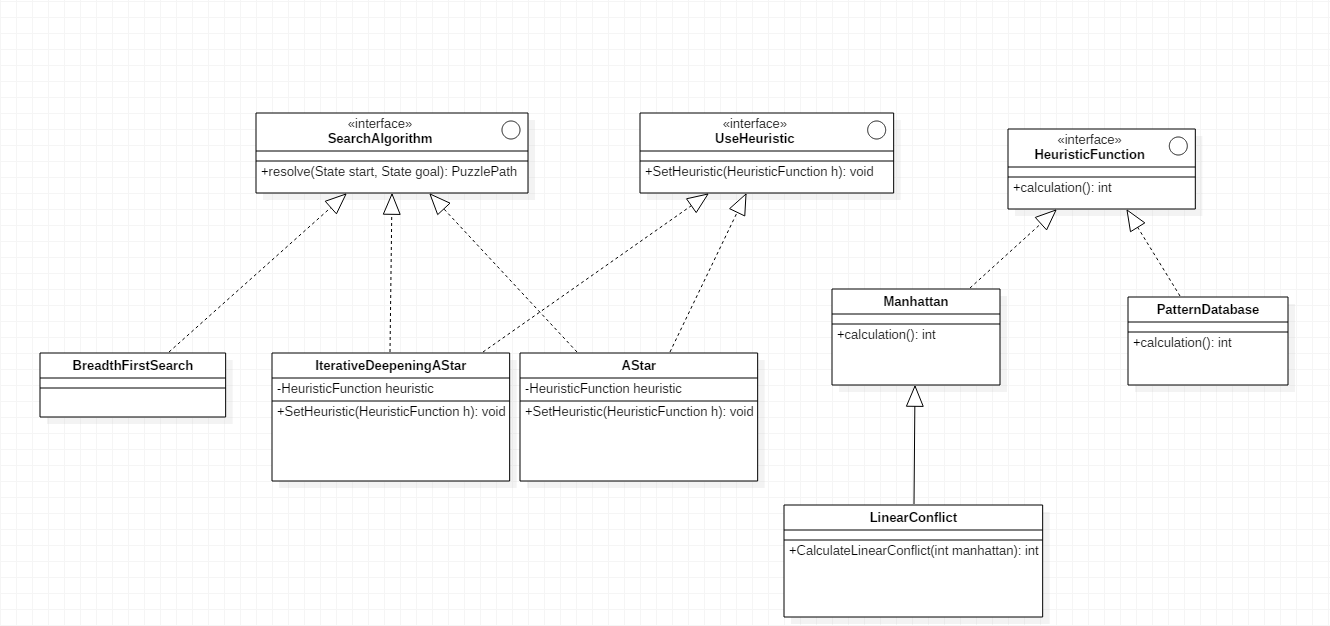 «interface»
SearchAlgorithm
+resolve(State start, State goal): PuzzlePath
«interface»
UseHeuristic
+SetHeuristic(HeuristicFunction h): void
«interface»
HeuristicFunction
+calculation(): int
BreadthFirstSearch
IterativeDeepeningAStar
-HeuristicFunction heuristic
+SetHeuristic(HeuristicFunction h): void
AStar
-HeuristicFunction heuristic
+SetHeuristic(HeuristicFunction h): void
Manhattan
+calculation(): int
PatternDatabase
+calculation(): int
LinearConflict
+CalculateLinearConflict(int manhattan): int